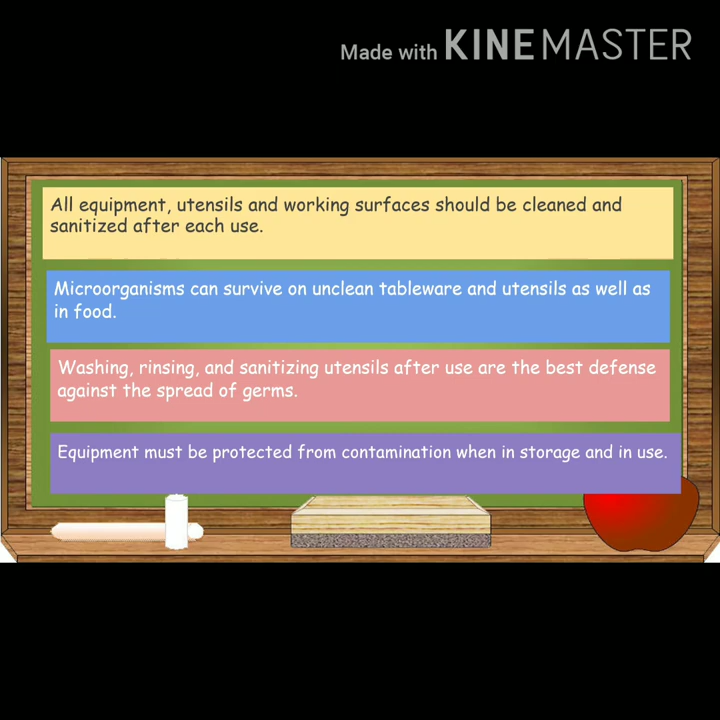 Made with KINEMASTER
All equipment, utensils and working surfaces should be cleaned and
sanitized after each use.
Microorganisms can survive on unclean tableware and utensils as well as
in food.
Washing, rinsing, and sanitizing utensils after use are the best defense
against the spread of germs.
Equipment must be protected from contamination when in storage and in use.